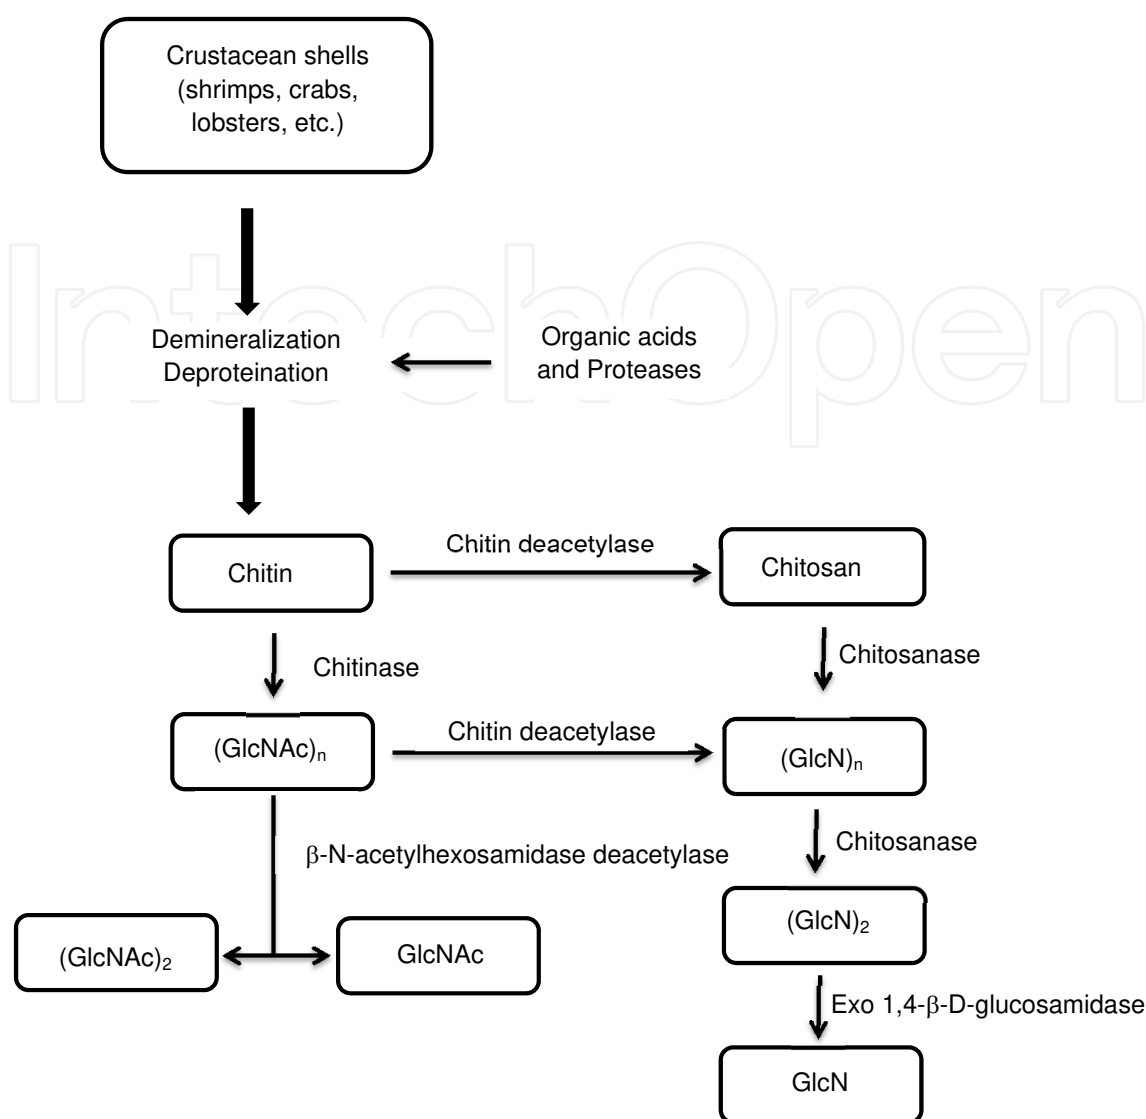 Crustacean shells
(shrimps, crabs,
lobsters, etc.)
IntechOpen
Demineralization
Deproteination
Organic acids
and Proteases
Chitin
Chitin deacetylase
Chitosan
Chitinase
Chitosanase
(GlcNAc)n
Chitin deacetylase
(GlcN)n
β-N-acetylhexosamidase deacetylase
Chitosanase
(GlcNAc)2
GlcNAc
(GlcN)2
Exo 1,4-β-D-glucosamidase
GlcN